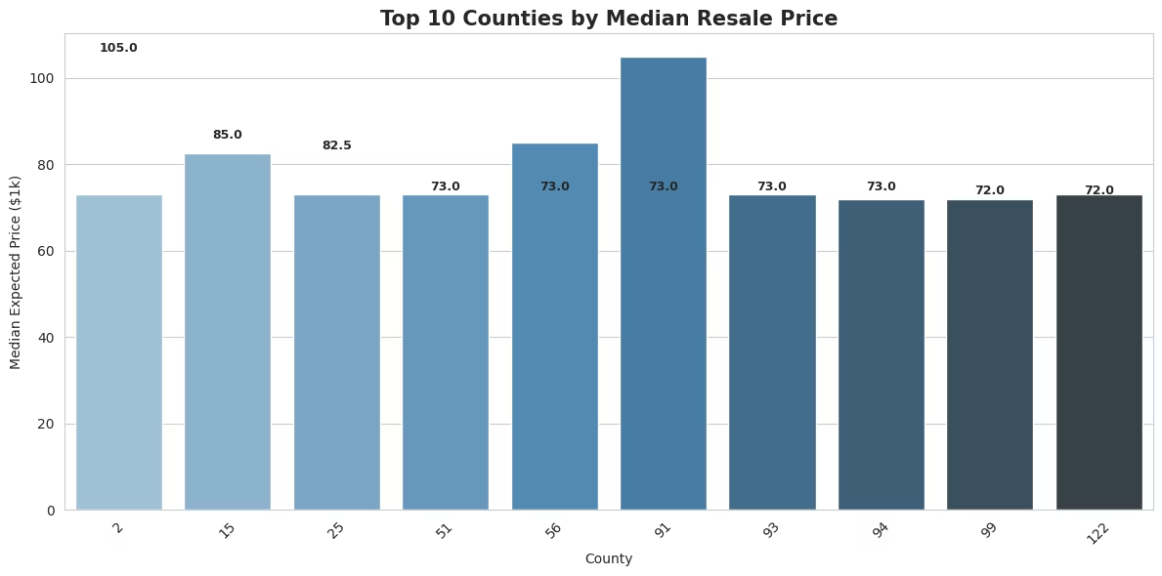 Top 10 Counties by Median Resale Price
105.0
100
85.0
82.5
80
73.0 73.0 73.0 73.0 73.0 72.0 72.0
60
40
20
0
Median Expected Price ($1k)
2 15 25 51 56 91 93 94 99 122
County